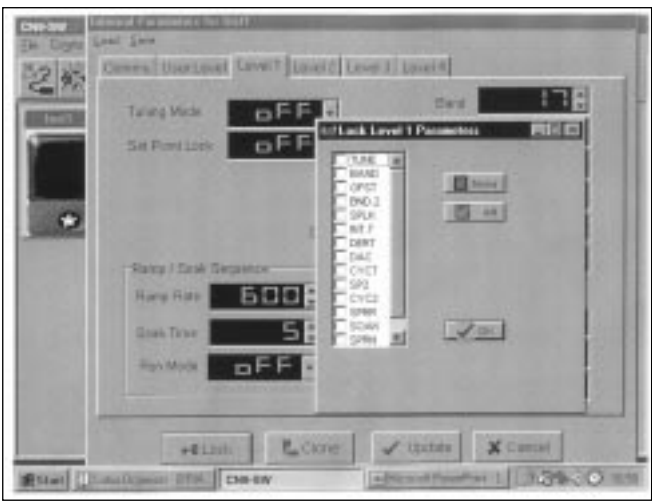 CN8-SW
Internal Parameters for Inst1
Load Save
Comms User Level Level 1 Level 2 Level 3 Level 4
Tuning Mode oFF
Band 17
Set Point Lock oFF
Lock Level 1 Parameters
TUNE
BAND
OFST
BND.2
SPLK
INT.T
DERT
DAC
CYCT
SP2
CYC2
SPRR
SOAK
SPRN
None
All
OK
Ramp / Soak Sequence
Ramp Rate 600
Soak Time 5
Run Mode oFF
Lock Clone Update Cancel
Start
CN8-SW
Microsoft PowerPoint